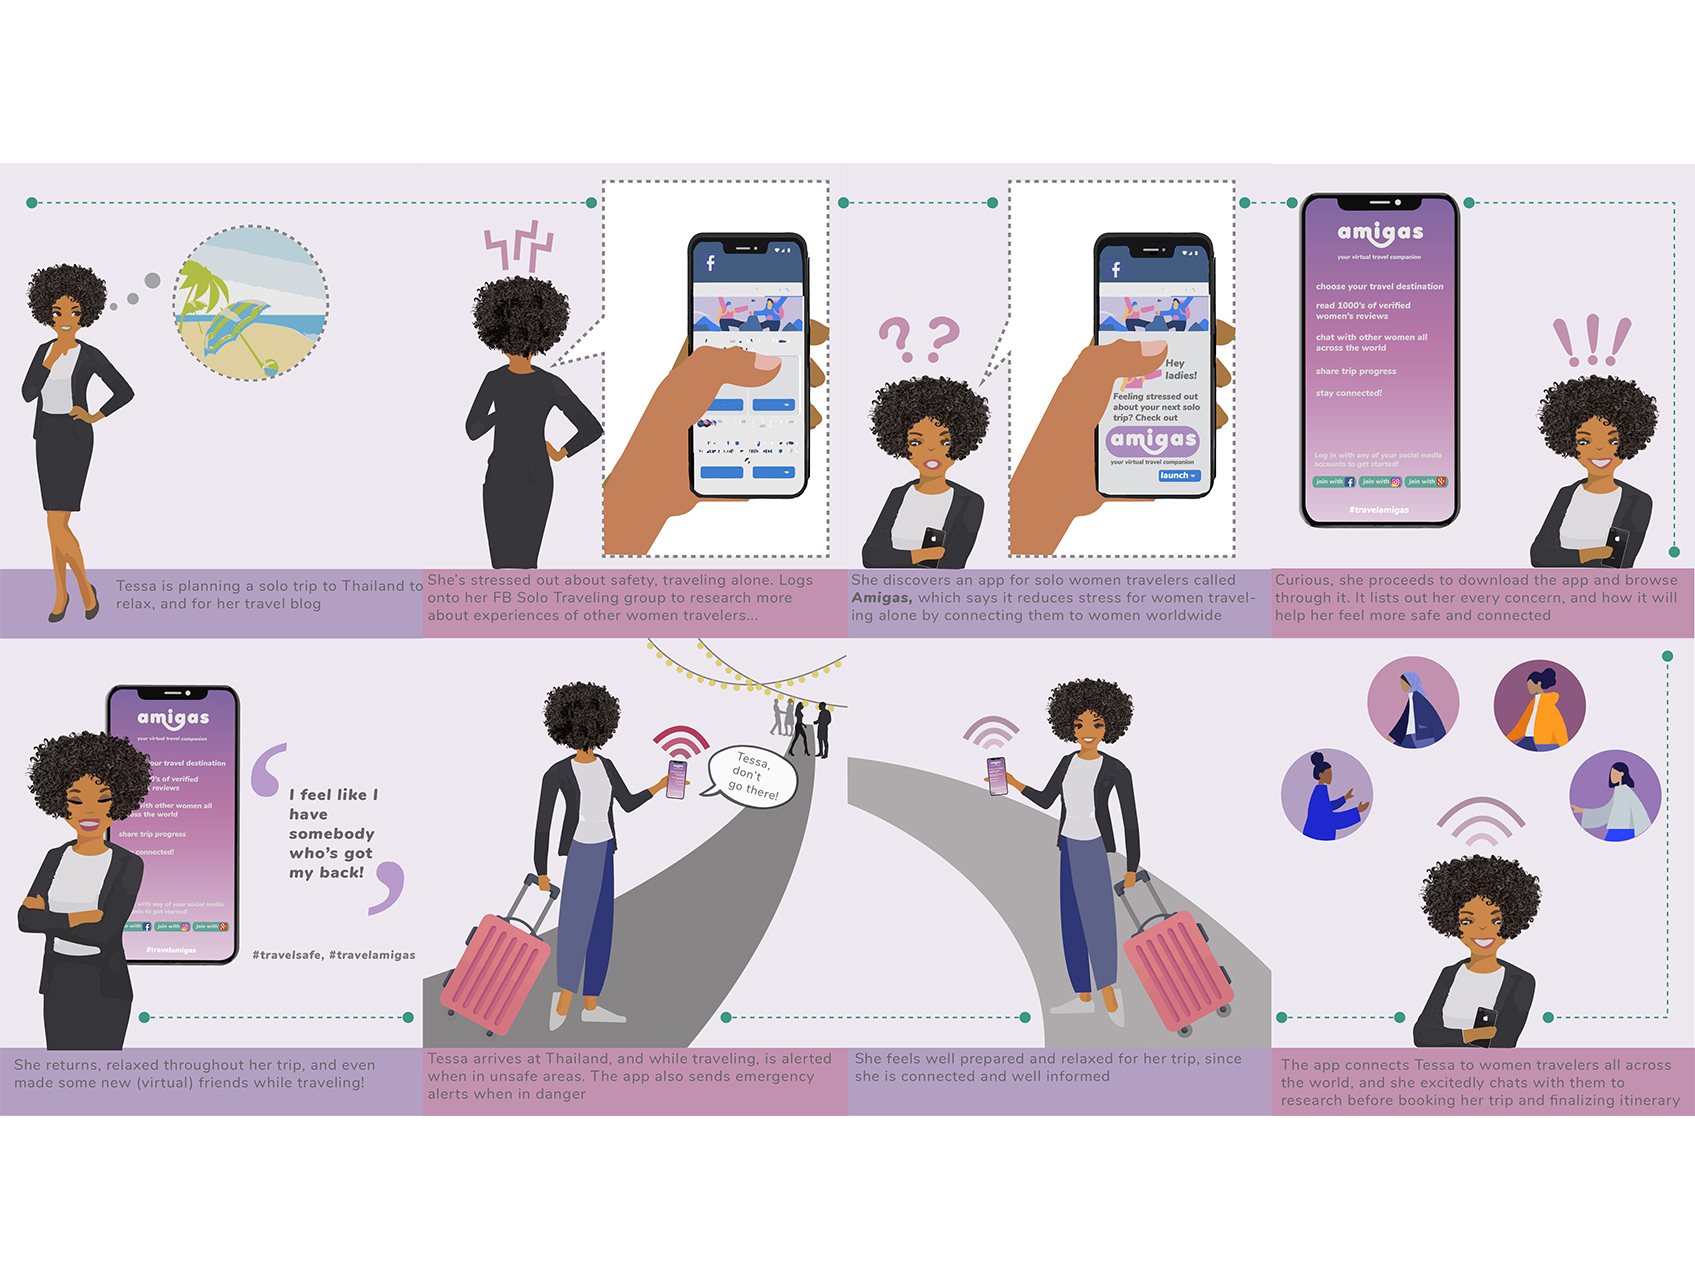 Tessa is planning a solo trip to Thailand to
relax, and for her travel blog
f
She's stressed out about safety, traveling alone. Logs
onto her FB Solo Traveling group to research more
about experiences of other women travelers...
??
f
Hey
ladies!
Feeling stressed out
about your next solo
trip? Check out
amigas
your virtual travel companion
launch
She discovers an app for solo women travelers called
Amigas, which says it reduces stress for women travel-
ing alone by connecting them to women worldwide
amigas
your virtual travel companion
choose your travel destination
read 1000's of verified
women's reviews
chat with other women all
across the world
share trip progress
stay connected!
Log in with any of your social media
accounts to get started!
join with f
join with
join with g+
#travelamigas
!!!
Curious, she proceeds to download the app and browse
through it. It lists out her every concern, and how it will
help her feel more safe and connected
The app connects Tessa to women travelers all across
the world, and she excitedly chats with them to
research before booking her trip and finalizing itinerary
She feels well prepared and relaxed for her trip, since
she is connected and well informed
Tessa,
don't
go there!
Tessa arrives at Thailand, and while traveling, is alerted
when in unsafe areas. The app also sends emergency
alerts when in danger
amigas
your virtual travel companion
our travel destination
0's of verified
reviews
with other women all
oss the world
share trip progress
connected!
with any of your social media
unts to get started!
n with f
join with
join with g+
#travelamigas
I feel like I
have
somebody
who's got
my back!
#travelsafe, #travelamigas
She returns, relaxed throughout her trip, and even
made some new (virtual) friends while traveling!